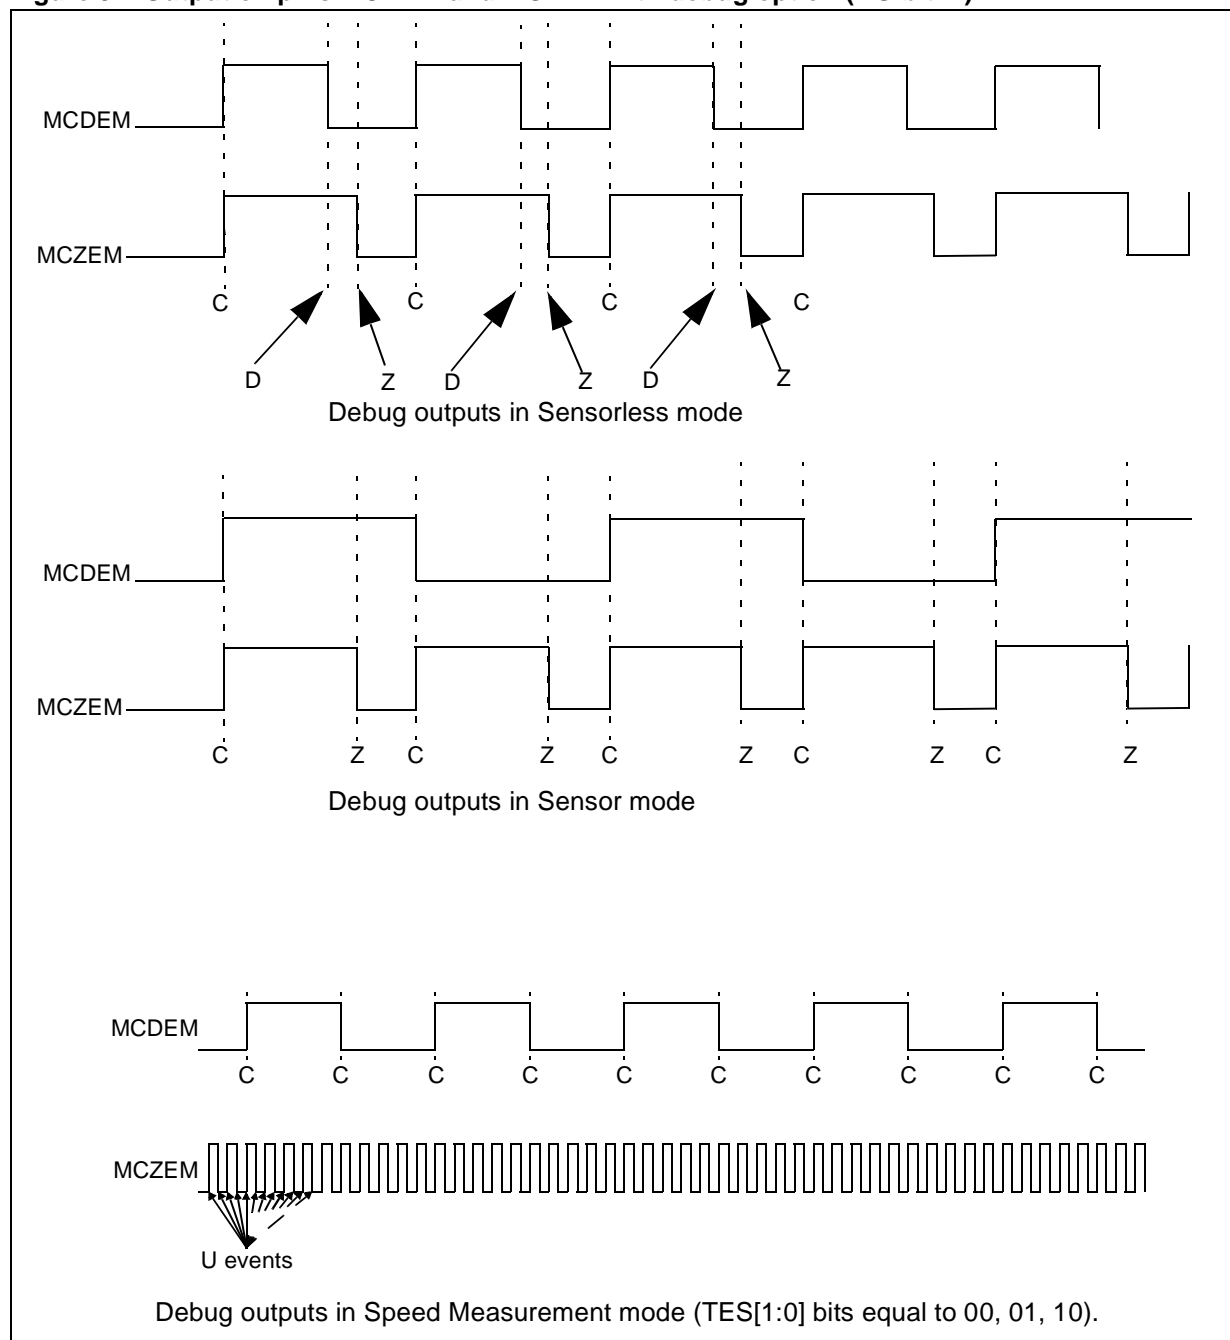 MCDEM
MCZEM
C C C C
D Z D Z D Z
Debug outputs in Sensorless mode
MCDEM
MCZEM
C Z C Z C Z C Z C Z
Debug outputs in Sensor mode
MCDEM
C C C C C C C C C C
MCZEM
U events
Debug outputs in Speed Measurement mode (TES[1:0] bits equal to 00, 01, 10).